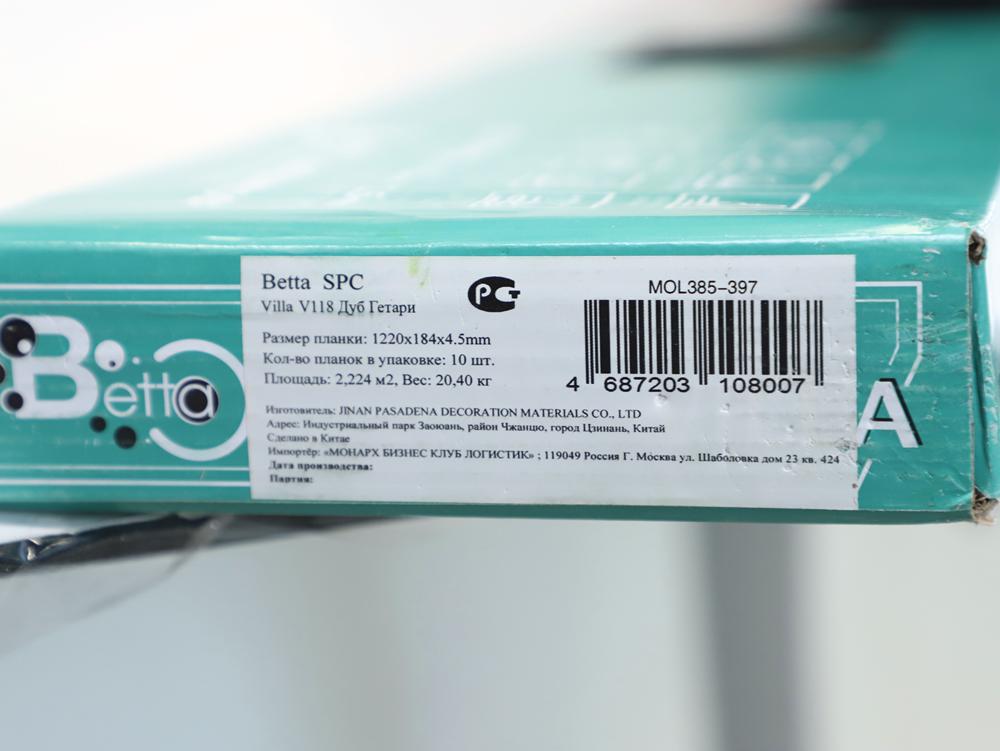 Betta
Betta SPC
Villa V118 Дуб Гетари
РСТ
MOL385-397
Размер планки: 1220x184x4.5mm
Кол-во планок в упаковке: 10 шт.
Площадь: 2,224 м2, Вес: 20,40 кг
4 687203 108007
Изготовитель: JINAN PASADENA DECORATION MATERIALS CO., LTD
Адрес: Индустриальный парк Заоюань, район Чжанцю, город Цзинань, Китай
Сделано в Китае
Импортёр: «МОНАРХ БИЗНЕС КЛУБ ЛОГИСТИК» ; 119049 Россия Г. Москва ул. Шаболовка дом 23 кв. 424
Дата производства:
Партия:
A